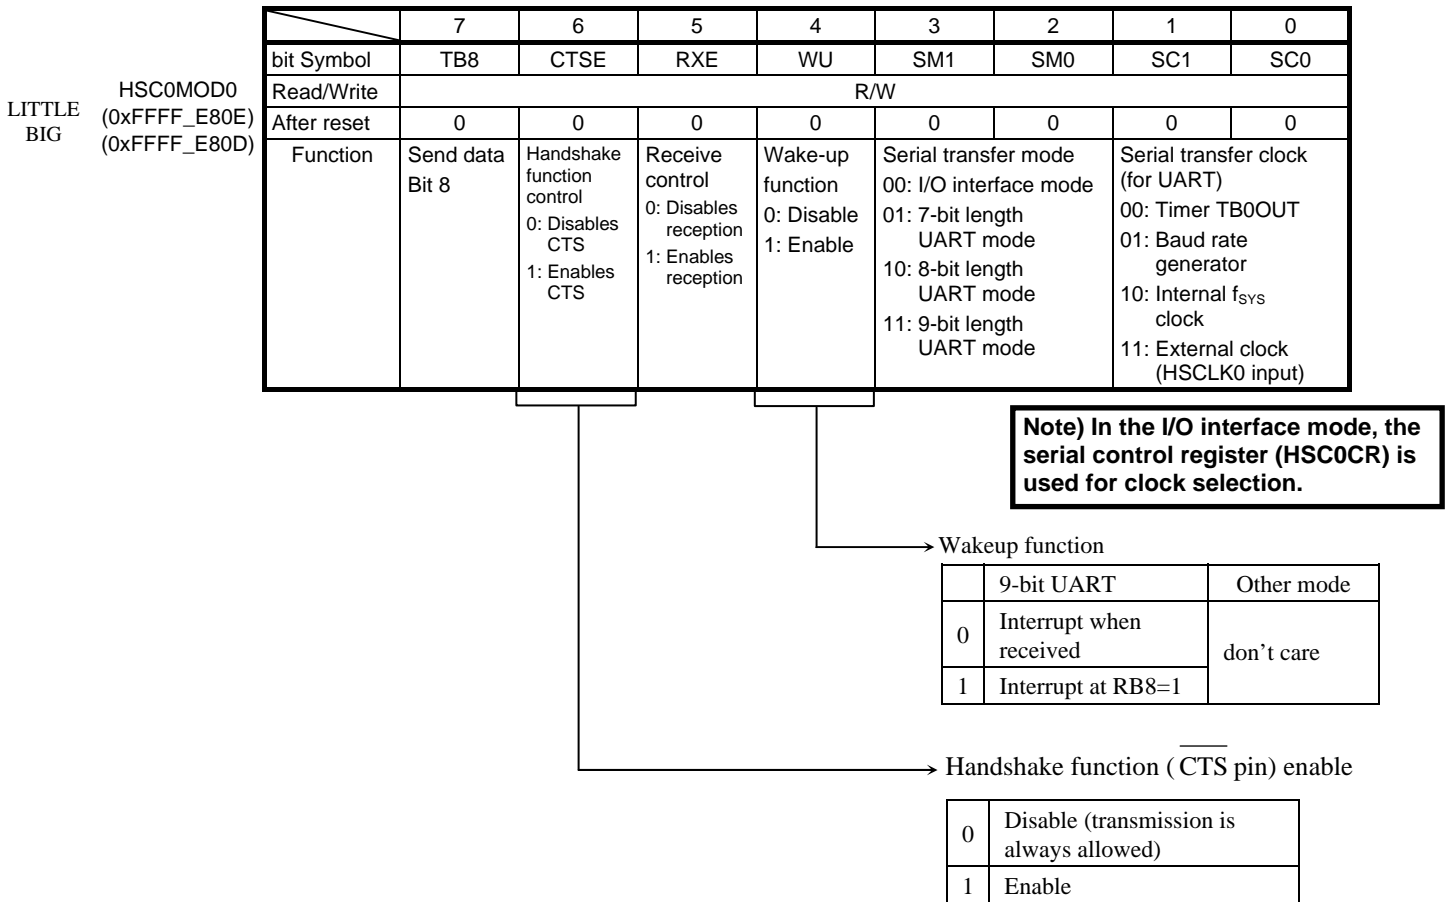 7 6 5 4 3 2 1 0
bit Symbol TB8 CTSE RXE WU SM1 SM0 SC1 SC0
LITTLE HSC0MOD0 Read/Write R/W
BIG (0xFFFF_E80E) After reset 0 0 0 0 0 0 0 0
(0xFFFF_E80D)
Function
Send data
Bit 8
Handshake
function
control
0: Disables
CTS
1: Enables
CTS
Receive
control
0: Disables
reception
1: Enables
reception
Wake-up
function
0: Disable
1: Enable
Serial transfer mode
00: I/O interface mode
01: 7-bit length
UART mode
10: 8-bit length
UART mode
11: 9-bit length
UART mode
Serial transfer clock
(for UART)
00: Timer TB0OUT
01: Baud rate
generator
10: Internal fSYS
clock
11: External clock
(HSCLK0 input)
Note) In the I/O interface mode, the
serial control register (HSC0CR) is
used for clock selection.
Wakeup function
9-bit UART Other mode
0 Interrupt when
received
don't care
1 Interrupt at RB8=1
Handshake function ( CTS pin) enable
0 Disable (transmission is
always allowed)
1 Enable